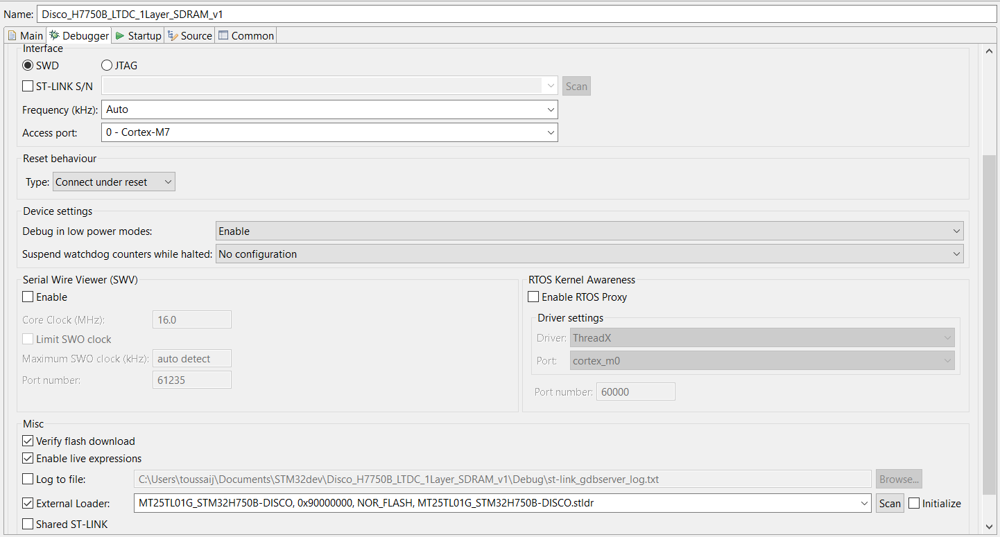 Name: Disco_H7750B_LTDC_1Layer_SDRAM_v1
Main Debugger Startup Source Common
Interface
SWD JTAG
ST-LINK S/N Scan
Frequency (kHz): Auto
Access port: 0 - Cortex-M7
Reset behaviour
Type: Connect under reset
Device settings
Debug in low power modes: Enable
Suspend watchdog counters while halted: No configuration
Serial Wire Viewer (SWV)
Enable
Core Clock (MHz): 16.0
Limit SWO clock
Maximum SWO clock (kHz): auto detect
Port number: 61235
RTOS Kernel Awareness
Enable RTOS Proxy
Driver settings
Driver: ThreadX
Port: cortex_m0
Port number: 60000
Misc
Verify flash download
Enable live expressions
Log to file: C:\Users\toussaij\Documents\STM32dev\Disco_H7750B_LTDC_1Layer_SDRAM_v1\Debug\st-link_gdbserver_log.txt Browse...
External Loader: MT25TL01G_STM32H750B-DISCO, 0x90000000, NOR_FLASH, MT25TL01G_STM32H750B-DISCO.stldr Scan Initialize
Shared ST-LINK